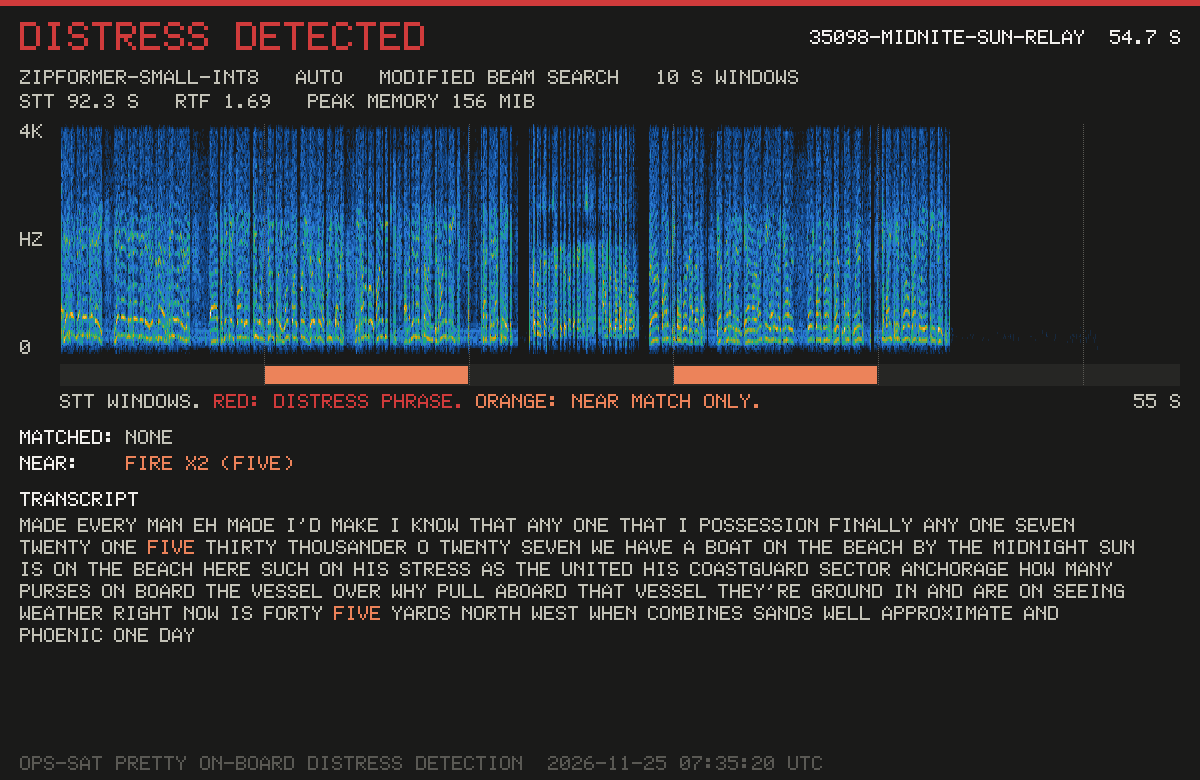 DISTRESS DETECTED
35098-MIDNITE-SUN-RELAY 54.7 S
ZIPFORMER-SMALL-INT8 AUTO MODIFIED BEAM SEARCH 10 S WINDOWS
STT 92.3 S RTF 1.69 PEAK MEMORY 156 MIB
4K
HZ
0
STT WINDOWS. RED: DISTRESS PHRASE. ORANGE: NEAR MATCH ONLY.
55 S
MATCHED: NONE
NEAR: FIRE X2 (FIVE)
TRANSCRIPT
MADE EVERY MAN EH MADE I'D MAKE I KNOW THAT ANY ONE THAT I POSSESSION FINALLY ANY ONE SEVEN
TWENTY ONE FIVE THIRTY THOUSANDER O TWENTY SEVEN WE HAVE A BOAT ON THE BEACH BY THE MIDNIGHT SUN
IS ON THE BEACH HERE SUCH ON HIS STRESS AS THE UNITED HIS COASTGUARD SECTOR ANCHORAGE HOW MANY
PURSES ON BOARD THE VESSEL OVER WHY PULL ABOARD THAT VESSEL THEY'RE GROUND IN AND ARE ON SEEING
WEATHER RIGHT NOW IS FORTY FIVE YARDS NORTH WEST WHEN COMBINES SANDS WELL APPROXIMATE AND
PHOENIC ONE DAY
OPS-SAT PRETTY ON-BOARD DISTRESS DETECTION 2026-11-25 07:35:20 UTC